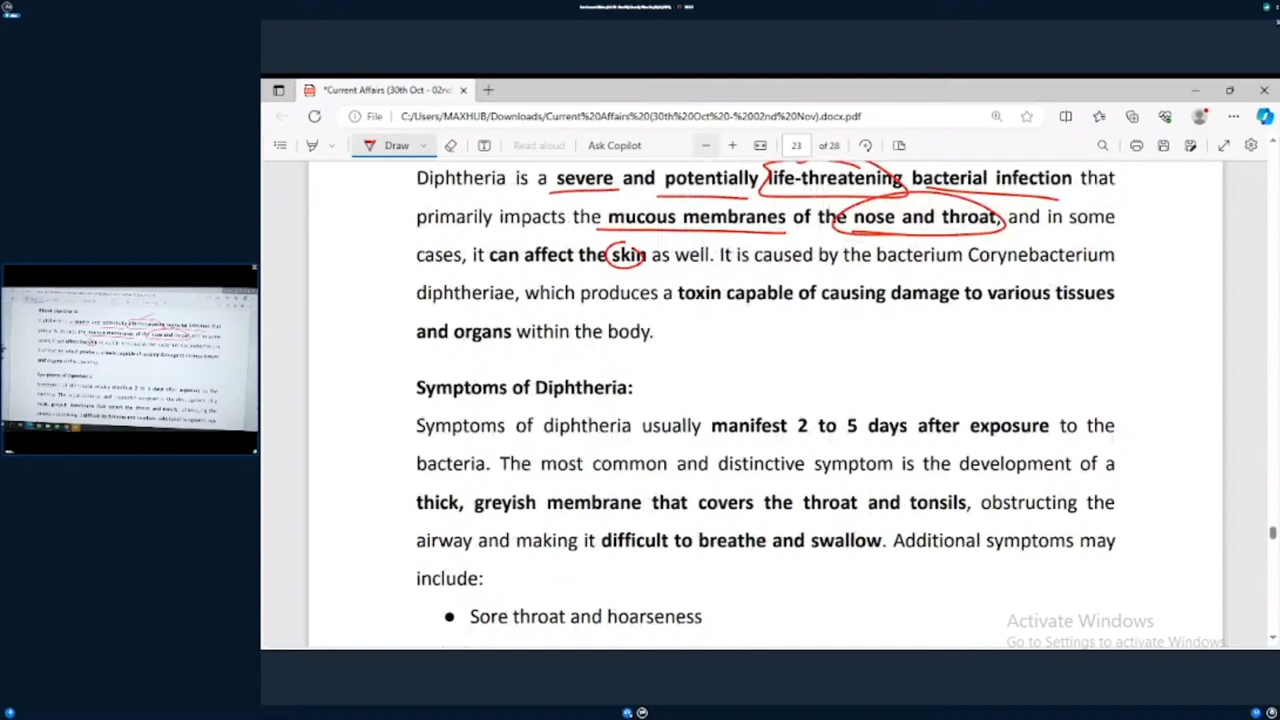 *Current Affairs (30th Oct - 02nd
File
C:/Users/MAXHUB/Downloads/Current%20Affairs%20(30th%20Oct%20-%2002nd%20Nov).docx.pdf
Draw
Read aloud
Ask Copilot
23 of 28
Diphtheria is a severe and potentially life-threatening bacterial infection that
primarily impacts the mucous membranes of the nose and throat, and in some
cases, it can affect the skin as well. It is caused by the bacterium Corynebacterium
diphtheriae, which produces a toxin capable of causing damage to various tissues
and organs within the body.
Symptoms of Diphtheria:
Symptoms of diphtheria usually manifest 2 to 5 days after exposure to the
bacteria. The most common and distinctive symptom is the development of a
thick, greyish membrane that covers the throat and tonsils, obstructing the
airway and making it difficult to breathe and swallow. Additional symptoms may
include:
● Sore throat and hoarseness
Activate Windows
Go to Settings to activate Windows.